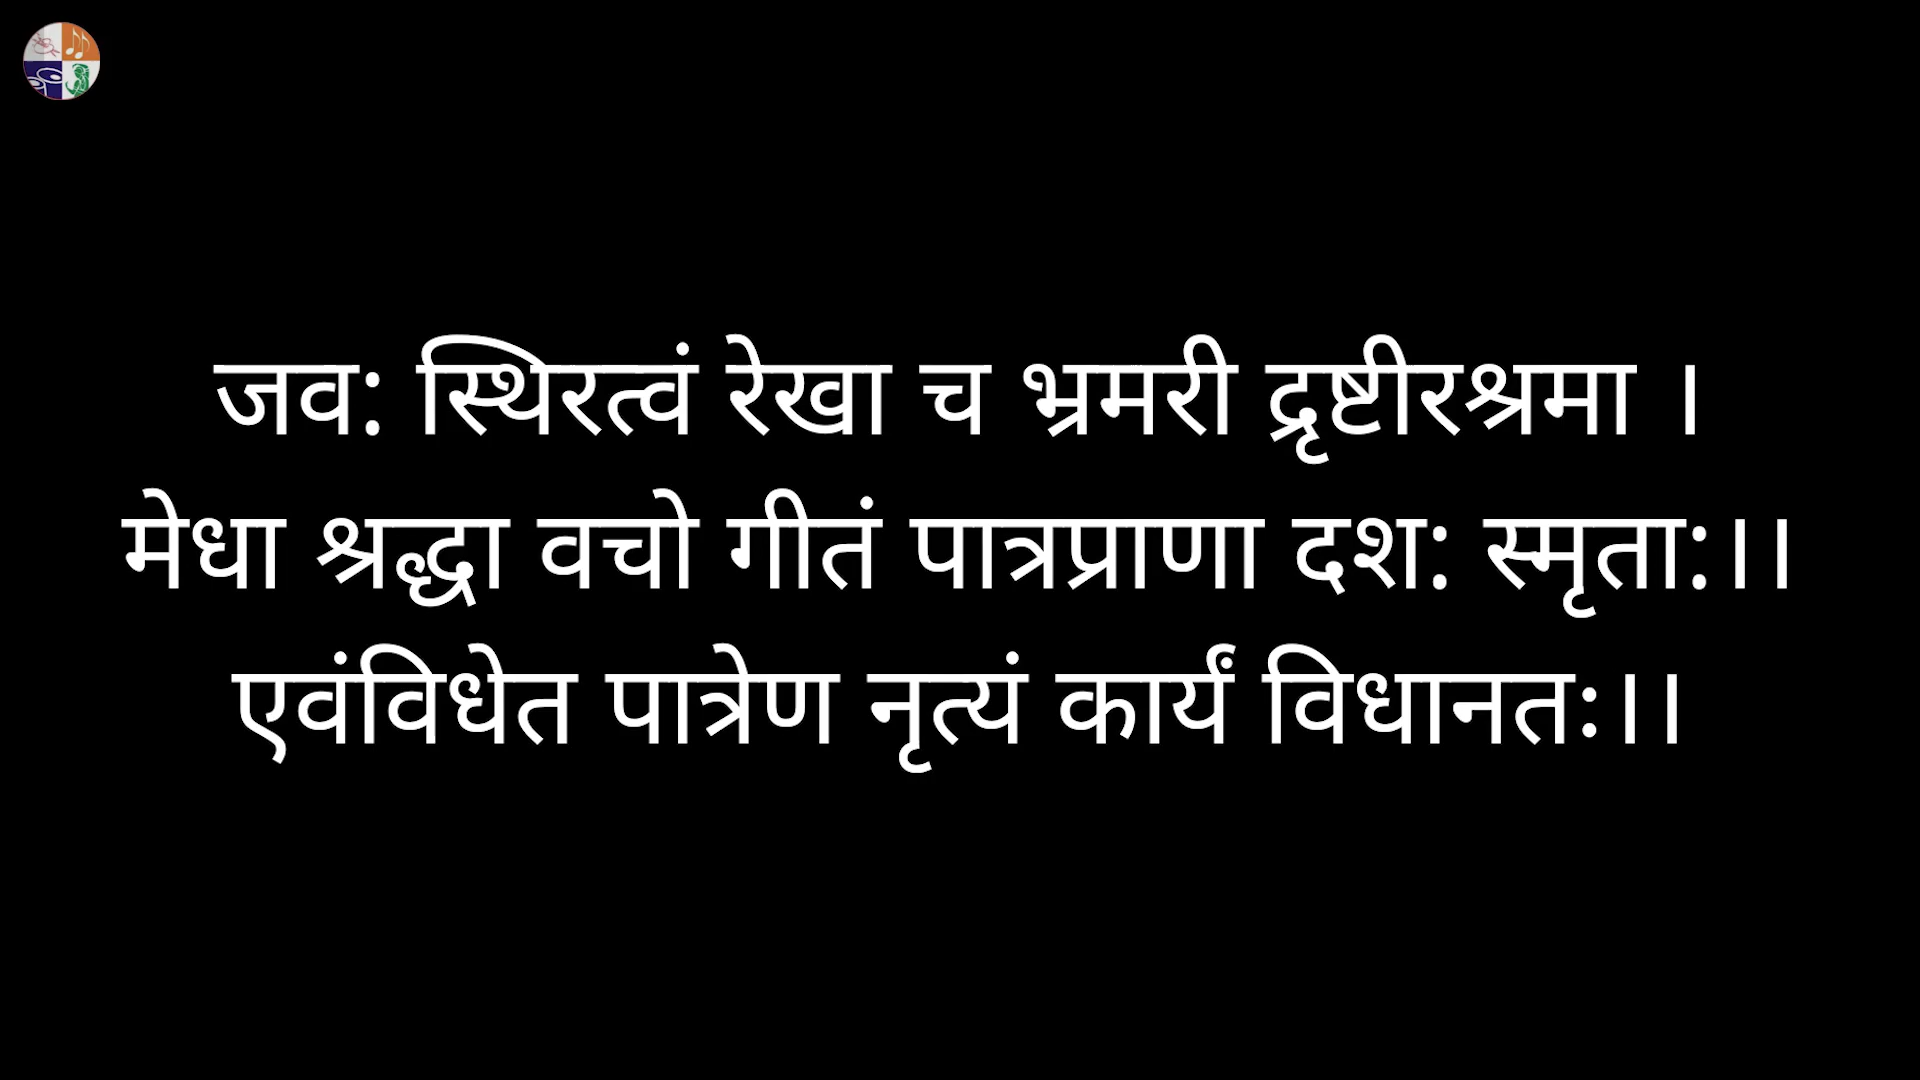 जव: स्थिरत्वं रेखा च भ्रमरी द्रृष्टीरश्रमा ।
मेधा श्रद्धा वचो गीतं पात्रप्राणा दश: स्मृता:।।
एवंविधेत पात्रेण नृत्यं कार्यं विधानतः।।